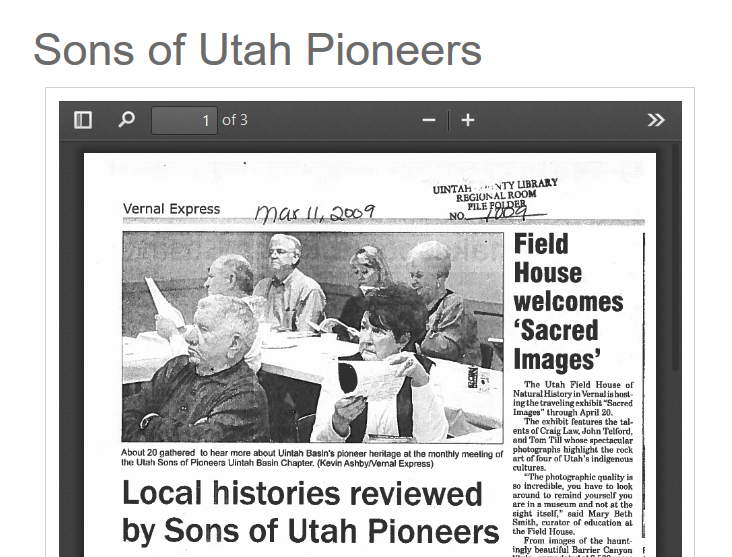 Sons of Utah Pioneers
1 of 3
Vernal Express
Mar 11, 2009
UINTAH COUNTY LIBRARY
REGIONAL ROOM
FILE FOLDER
NO. 1009
About 20 gathered to hear more about Uintah Basin's pioneer heritage at the monthly meeting of
the Utah Sons of Pioneers Uintah Basin Chapter. (Kevin Ashby/Vernal Express)
Local histories reviewed
by Sons of Utah Pioneers
Field
House
welcomes
‘Sacred
Images’
The Utah Field House of
Natural History in Vernal is host-
ing the traveling exhibit "Sacred
Images" through April 20.
The exhibit features the tal-
ents of Craig Law, John Telford,
and Tom Till whose spectacular
photographs highlight the rock
art of four of Utah's indigenous
cultures.
"The photographic quality is
so incredible, you have to look
around to remind yourself you
are in a museum and not at the
sight itself," said Mary Beth
Smith, curator of education at
the Field House.
From images of the haunt-
ingly beautiful Barrier Canyon